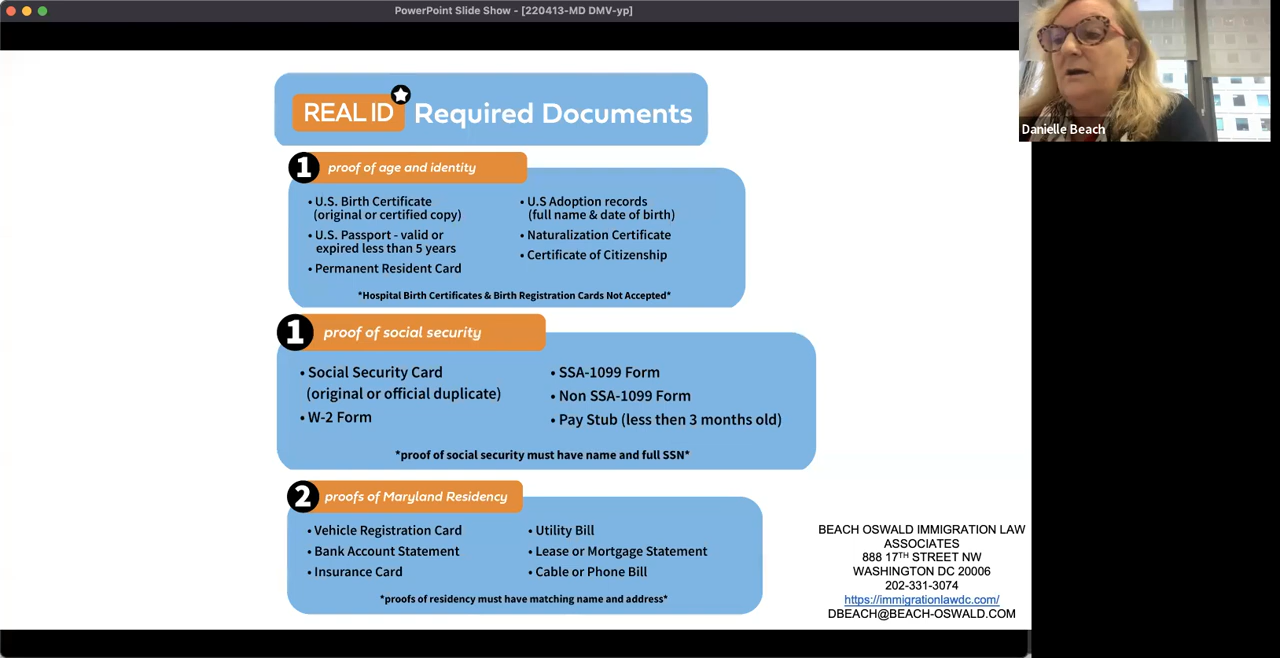 PowerPoint Slide Show - [220413-MD DMV-yp]
Danielle Beach
REAL ID Required Documents
1 proof of age and identity
• U.S. Birth Certificate
(original or certified copy)
• U.S. Passport - valid or
expired less than 5 years
• Permanent Resident Card
• U.S Adoption records
(full name & date of birth)
• Naturalization Certificate
• Certificate of Citizenship
*Hospital Birth Certificates & Birth Registration Cards Not Accepted*
1 proof of social security
• Social Security Card
(original or official duplicate)
• W-2 Form
• SSA-1099 Form
• Non SSA-1099 Form
• Pay Stub (less then 3 months old)
*proof of social security must have name and full SSN*
2 proofs of Maryland Residency
• Vehicle Registration Card
• Bank Account Statement
• Insurance Card
• Utility Bill
• Lease or Mortgage Statement
• Cable or Phone Bill
*proofs of residency must have matching name and address*
BEACH OSWALD IMMIGRATION LAW
ASSOCIATES
888 17TH STREET NW
WASHINGTON DC 20006
202-331-3074
https://immigrationlawdc.com/
DBEACH@BEACH-OSWALD.COM